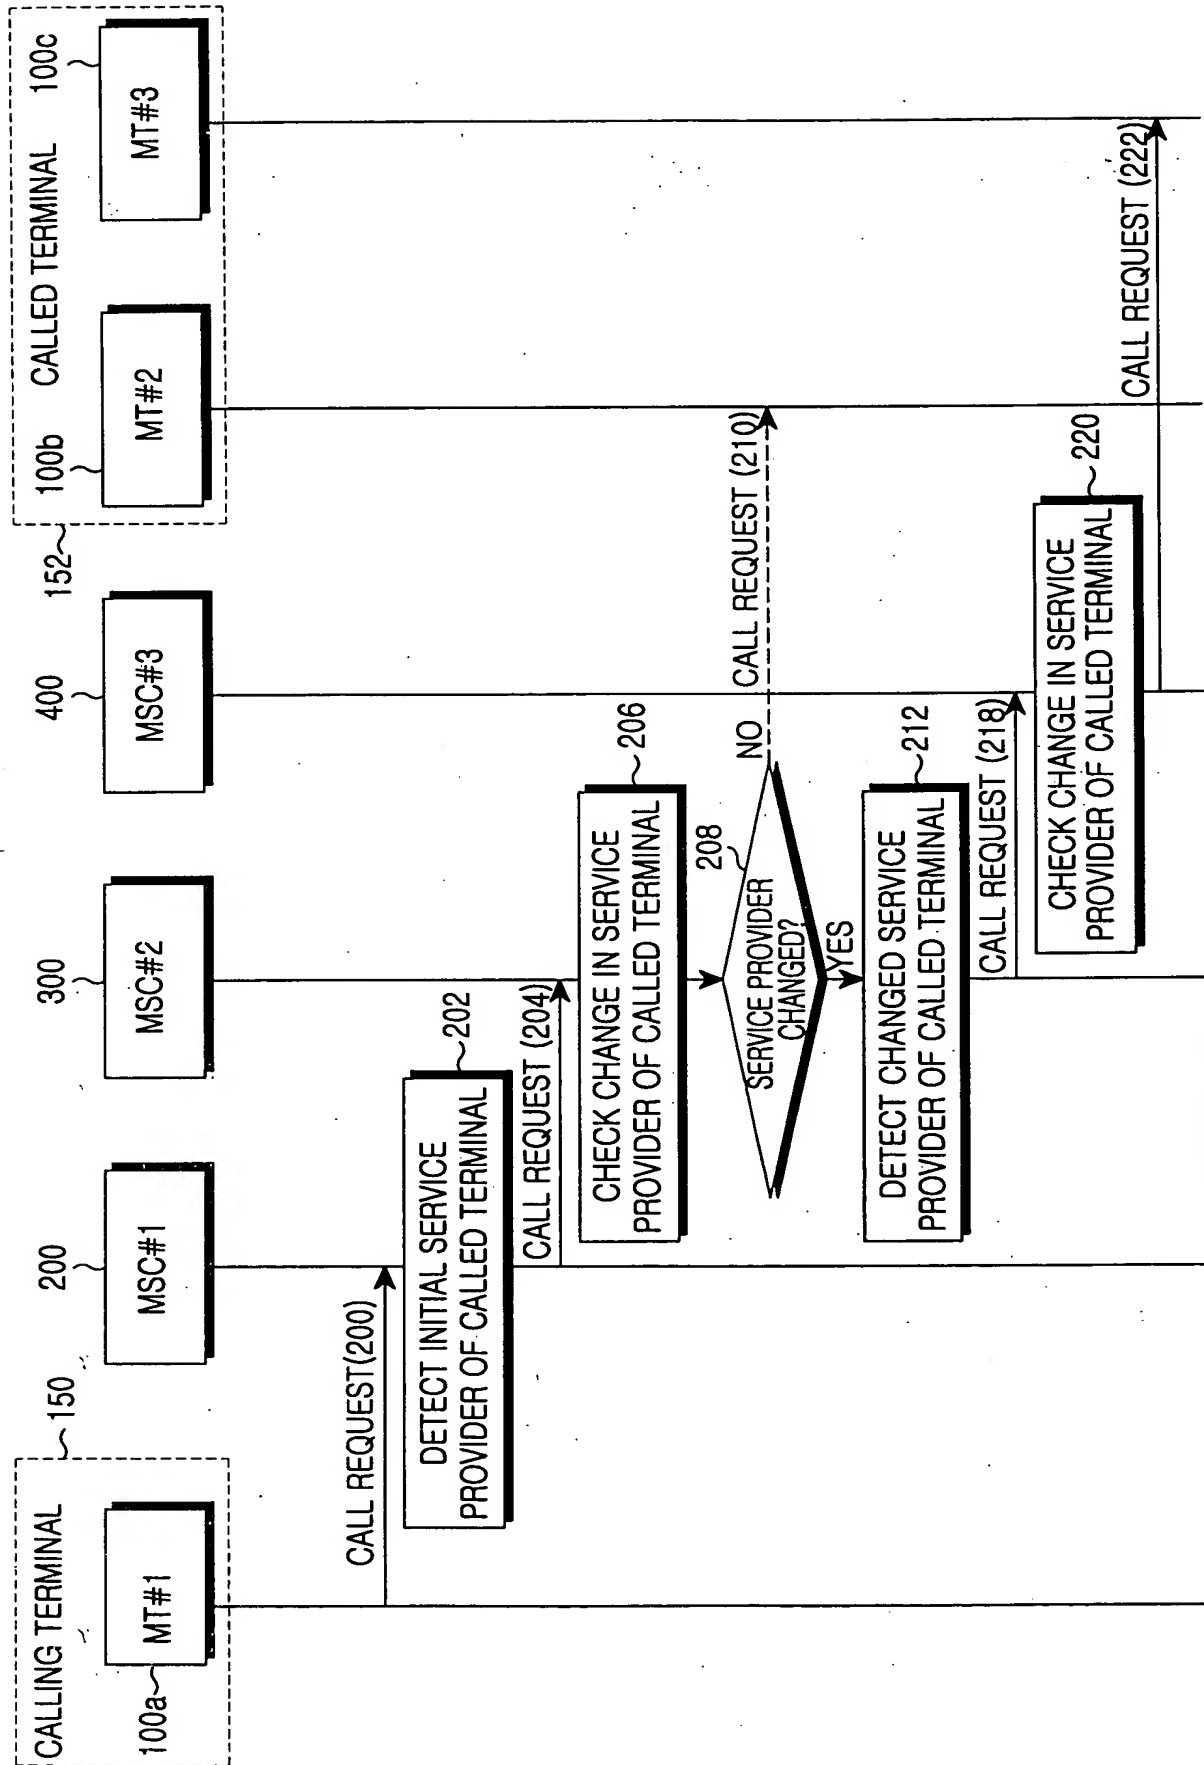 CALLING TERMINAL
150
MT#1
100a
200
MSC#1
300
MSC#2
400
MSC#3
152
CALLED TERMINAL
100b
MT#2
100c
MT#3
CALL REQUEST(200)
DETECT INITIAL SERVICE
PROVIDER OF CALLED TERMINAL
202
CALL REQUEST (204)
CHECK CHANGE IN SERVICE
PROVIDER OF CALLED TERMINAL
206
208
SERVICE PROVIDER
CHANGED?
NO
CALL REQUEST (210)
YES
DETECT CHANGED SERVICE
PROVIDER OF CALLED TERMINAL
212
CALL REQUEST (218)
CHECK CHANGE IN SERVICE
PROVIDER OF CALLED TERMINAL
220
CALL REQUEST (222)